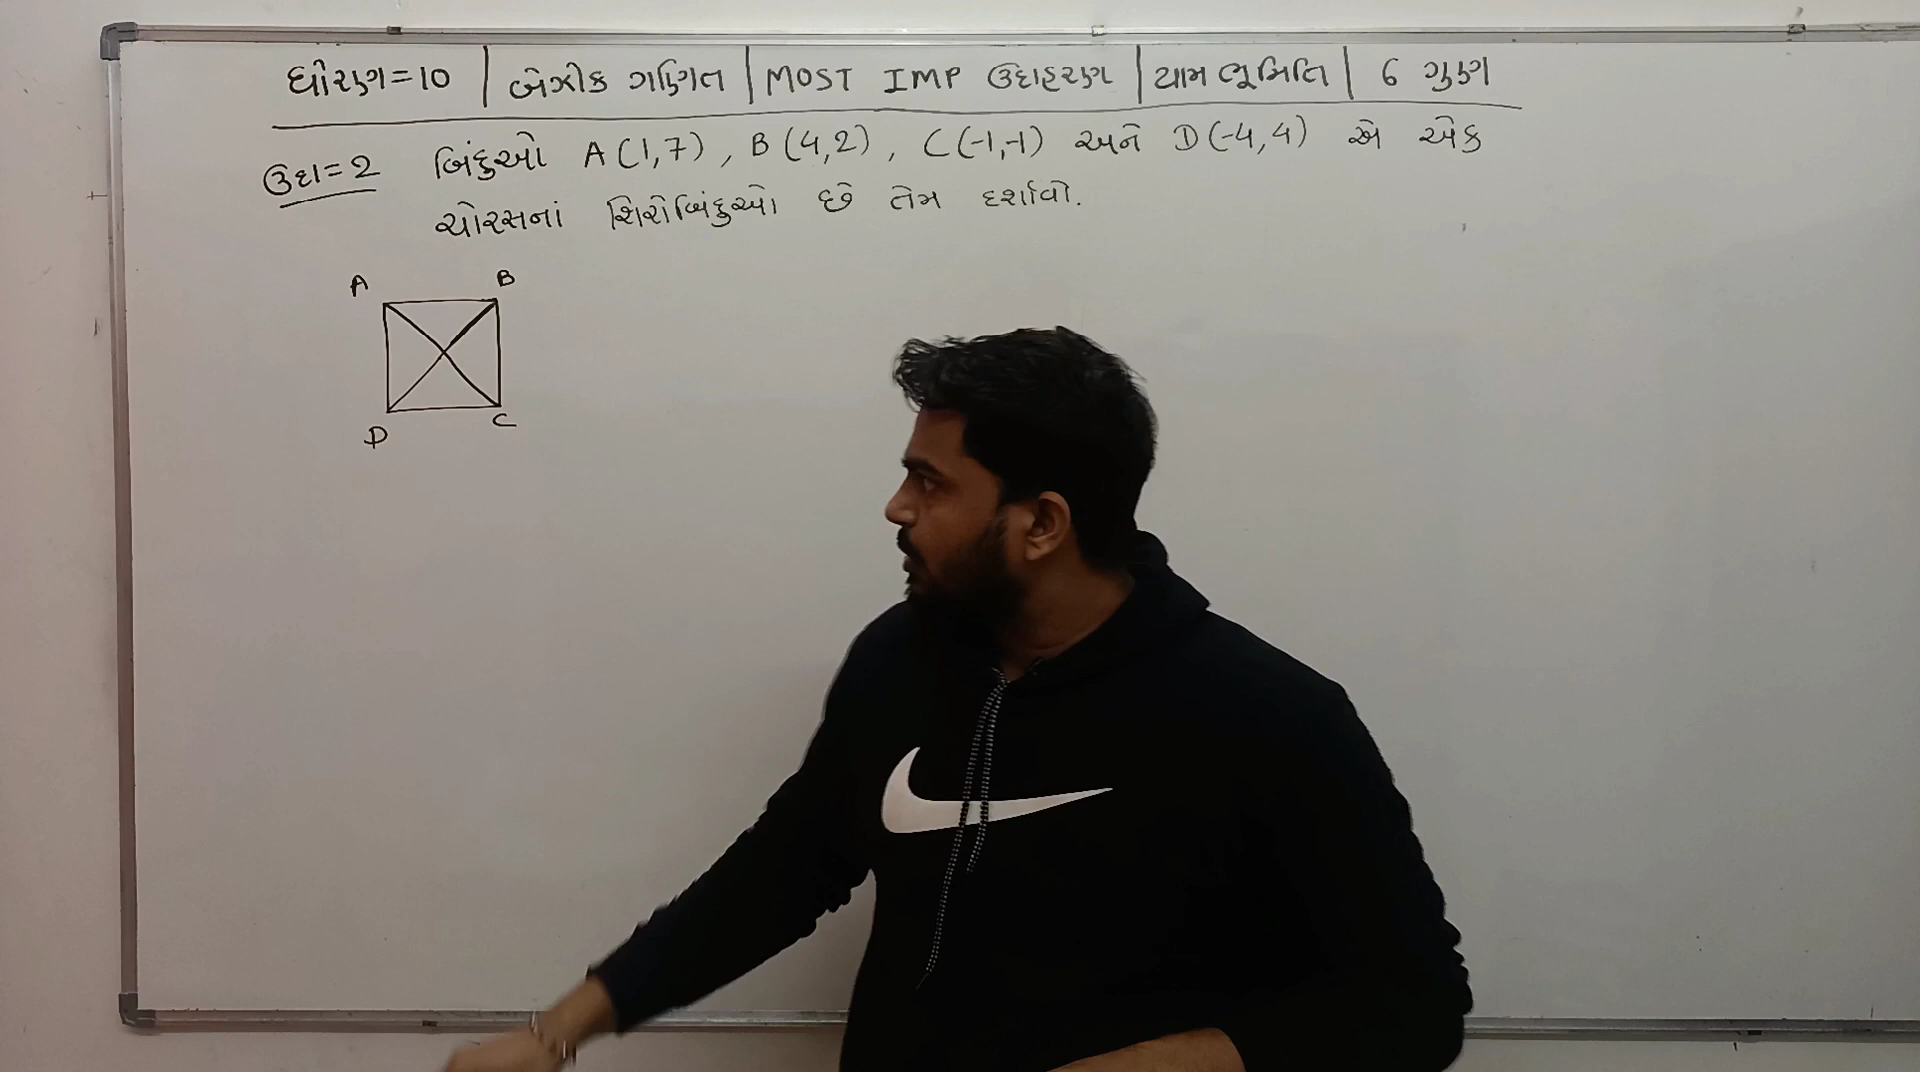 ધોરણ=10 | બેઝીક ગણિત | MOST IMP ઉદાહરણ | યામ ભૂમિતિ | 6 ગુણ
ઉદા=2 બિંદુઓ A(1,7), B(4,2), C(-1,-1) અને D(-4,4) એ એક
ચોરસનાં શિરોબિંદુઓ છે તેમ દર્શાવો.
A B
D C